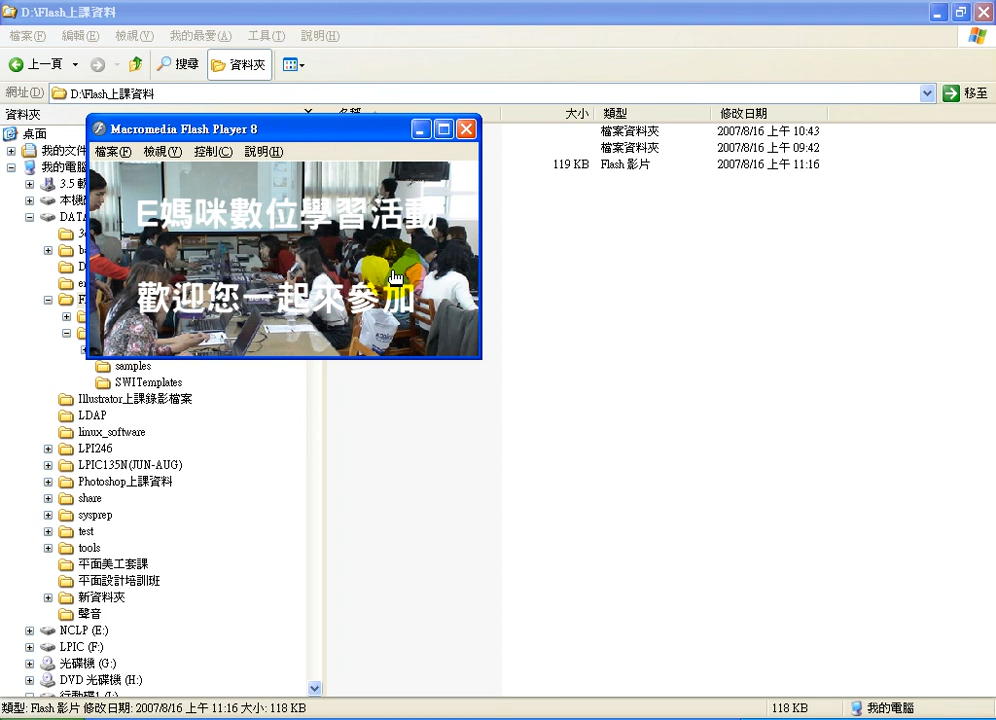 D:\Flash上課資料
檔案(F) 編輯(E) 檢視(V) 我的最愛(A) 工具(T) 說明(H)
上一頁 搜尋 資料夾
網址(D) D:\Flash上課資料 移至
資料夾 大小 類型 修改日期
桌面 檔案資料夾 2007/8/16 上午 10:43
我的文件 檔案資料夾 2007/8/16 上午 09:42
我的電腦 119 KB Flash 影片 2007/8/16 上午 11:16
3.5
本機
DATA
Macromedia Flash Player 8
檔案(F) 檢視(V) 控制(C) 說明(H)
E媽咪數位學習活動
歡迎您一起來參加
samples
SWITemplates
Illustrator上課錄影檔案
LDAP
linux_software
LPI246
LPIC135N(JUN-AUG)
Photoshop上課資料
share
sysprep
test
tools
平面美工套課
平面設計培訓班
新資料夾
聲音
NCLP (E:)
LPIC (F:)
光碟機 (G:)
DVD 光碟機 (H:)
類型: Flash 影片 修改日期: 2007/8/16 上午 11:16 大小: 118 KB 118 KB 我的電腦